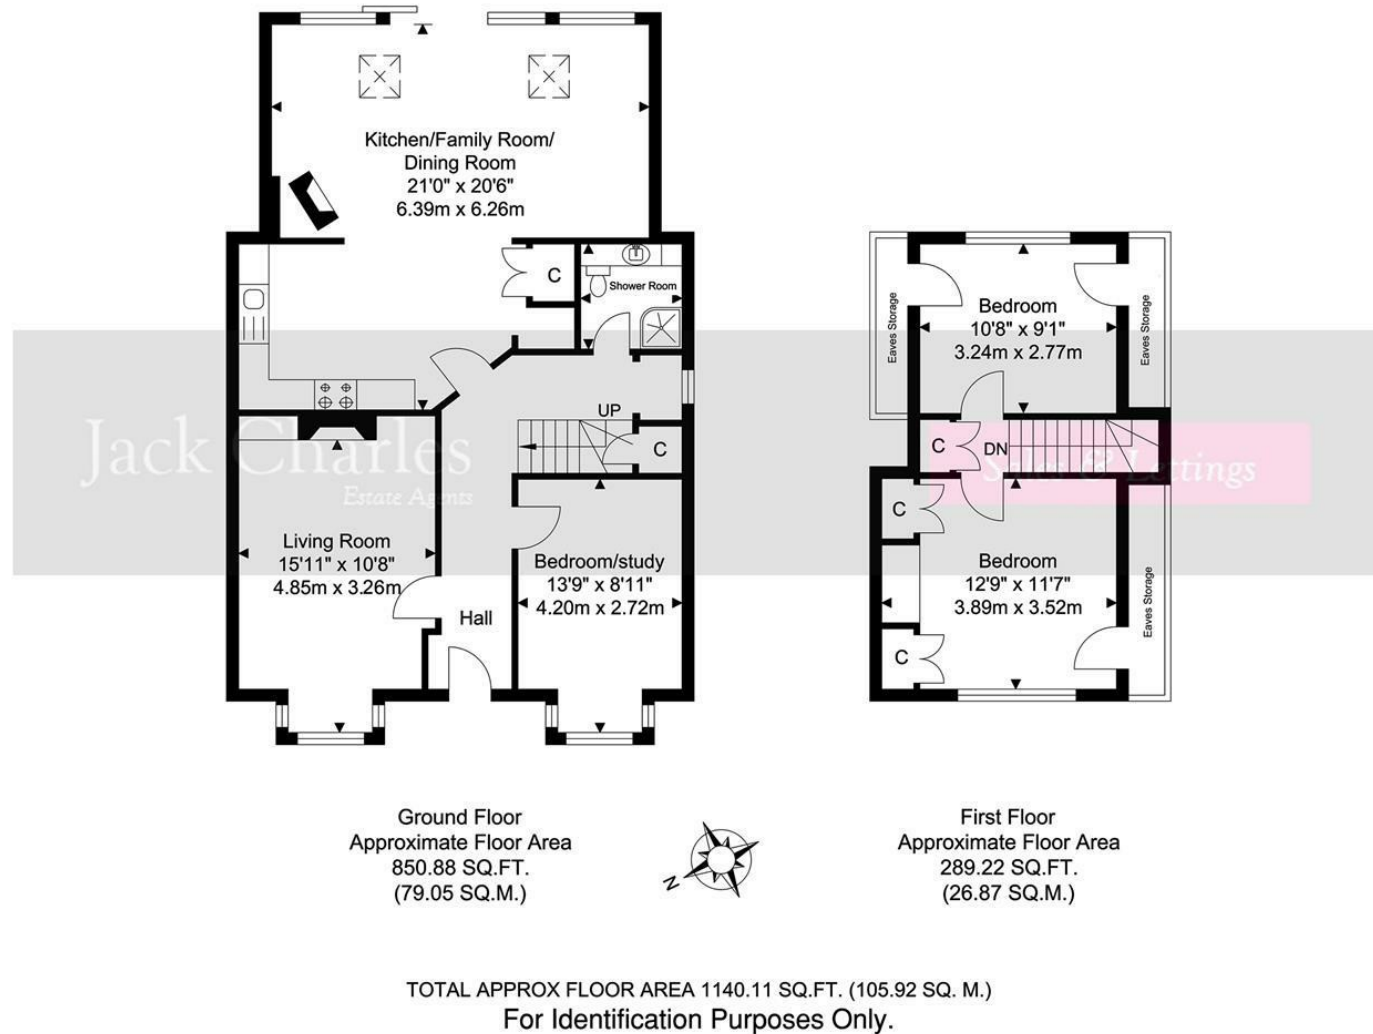 Kitchen/Family Room/
Dining Room
21'0" x 20'6"
6.39m x 6.26m
C
Shower Room
UP
C
Living Room
15'11" x 10'8"
4.85m x 3.26m
Hall
Bedroom/study
13'9" x 8'11"
4.20m x 2.72m
Eaves Storage
Bedroom
10'8" x 9'1"
3.24m x 2.77m
Eaves Storage
C
DN
C
Bedroom
12'9" x 11'7"
3.89m x 3.52m
C
Eaves Storage
Jack Charles
Estate Agents
Sales & Lettings
Ground Floor
Approximate Floor Area
850.88 SQ.FT.
(79.05 SQ.M.)
N
First Floor
Approximate Floor Area
289.22 SQ.FT.
(26.87 SQ.M.)
TOTAL APPROX FLOOR AREA 1140.11 SQ.FT. (105.92 SQ. M.)
For Identification Purposes Only.